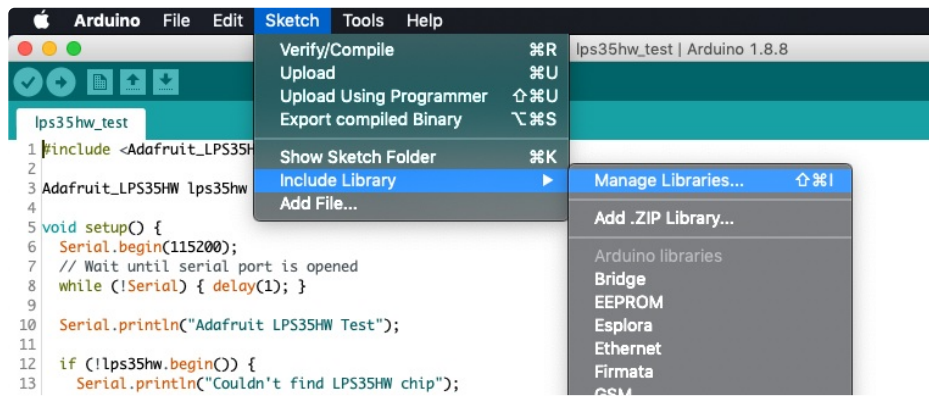 Arduino File Edit Sketch Tools Help
lps35hw_test | Arduino 1.8.8
Verify/Compile ⌘R
Upload ⌘U
Upload Using Programmer ⇧⌘U
Export compiled Binary ⌥⌘S
Show Sketch Folder ⌘K
Include Library ▶
Add File...
Manage Libraries... ⇧⌘I
Add .ZIP Library...
Arduino libraries
Bridge
EEPROM
Esplora
Ethernet
Firmata
GSM
lps35hw_test
1 #include <Adafruit_LPS35H
2
3 Adafruit_LPS35HW lps35hw
4
5 void setup() {
6 Serial.begin(115200);
7 // Wait until serial port is opened
8 while (!Serial) { delay(1); }
9
10 Serial.println("Adafruit LPS35HW Test");
11
12 if (!lps35hw.begin()) {
13 Serial.println("Couldn't find LPS35HW chip");